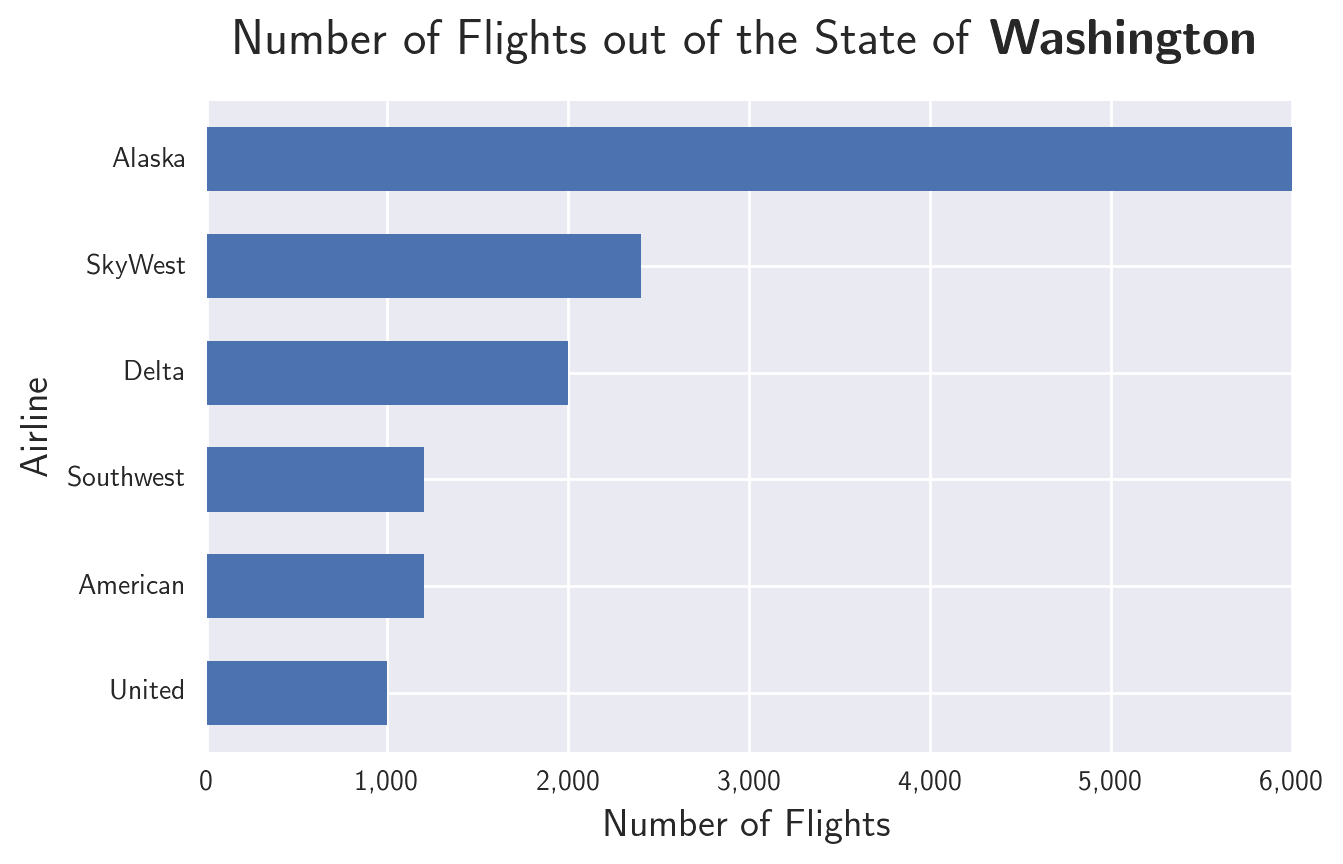 Number of Flights out of the State of Washington
Alaska
SkyWest
Delta
Southwest
American
United
Airline
0 1,000 2,000 3,000 4,000 5,000 6,000
Number of Flights